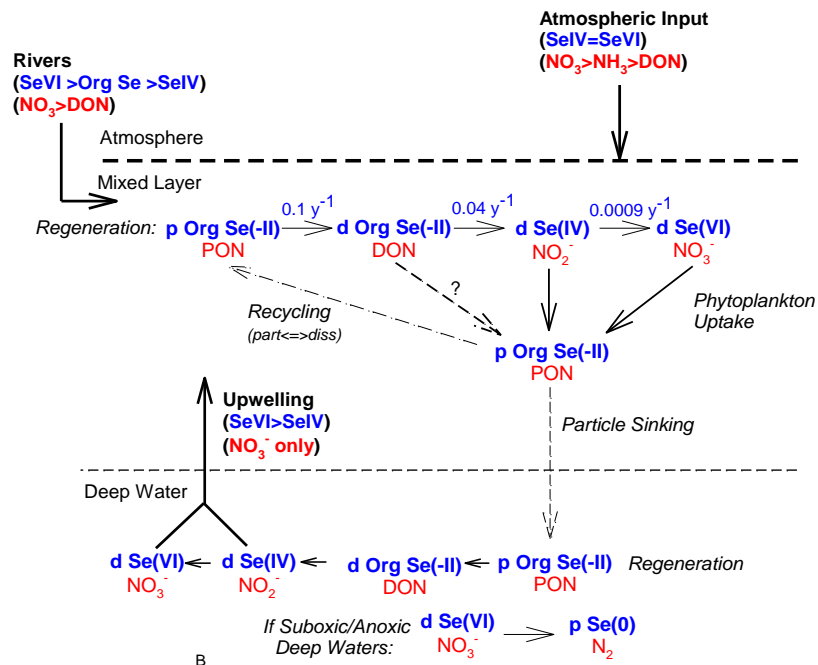 Atmospheric Input
(SeIV=SeVI)
(NO₃>NH₃>DON)
Rivers
(SeVI >Org Se >SeIV)
(NO₃>DON)
Atmosphere
Mixed Layer
0.1 y⁻¹ 0.04 y⁻¹ 0.0009 y⁻¹
Regeneration: p Org Se(-II) d Org Se(-II) d Se(IV) d Se(VI)
PON DON NO₂⁻ NO₃⁻
?
Recycling
(part<=>diss)
Phytoplankton
Uptake
p Org Se(-II)
PON
Upwelling
(SeVI>SeIV)
(NO₃⁻ only)
Particle Sinking
Deep Water
d Se(VI) d Se(IV) d Org Se(-II) p Org Se(-II) Regeneration
NO₃⁻ NO₂⁻ DON PON
If Suboxic/Anoxic
Deep Waters:
d Se(VI) p Se(0)
NO₃⁻ N₂
B